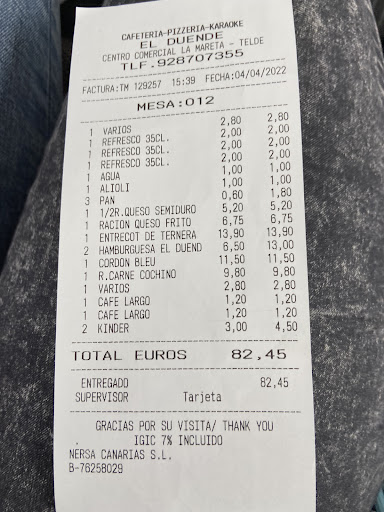 CAFETERIA-PIZZERIA-KARAOKE
EL DUENDE
CENTRO COMERCIAL LA MARETA - TELDE
TLF.928707355
FACTURA:TM 129257 15:39 FECHA:04/04/2022
MESA:012
1 VARIOS 2,80 2,80
1 REFRESCO 35CL. 2,00 2,00
1 REFRESCO 35CL. 2,00 2,00
1 REFRESCO 35CL. 2,00 2,00
1 AGUA 1,00 1,00
1 ALIOLI 1,00 1,00
3 PAN 0,60 1,80
1 1/2R.QUESO SEMIDURO 5,20 5,20
1 RACION QUESO FRITO 6,75 6,75
1 ENTRECOT DE TERNERA 13,90 13,90
2 HAMBURGUESA EL DUEND 6,50 13,00
1 CORDON BLEU 11,50 11,50
1 R.CARNE COCHINO 9,80 9,80
1 VARIOS 2,80 2,80
1 CAFE LARGO 1,20 1,20
1 CAFE LARGO 1,20 1,20
2 KINDER 3,00 4,50
TOTAL EUROS 82,45
ENTREGADO 82,45
SUPERVISOR Tarjeta
GRACIAS POR SU VISITA/ THANK YOU
. IGIC 7% INCLUIDO
NERSA CANARIAS S.L.
B-76258029